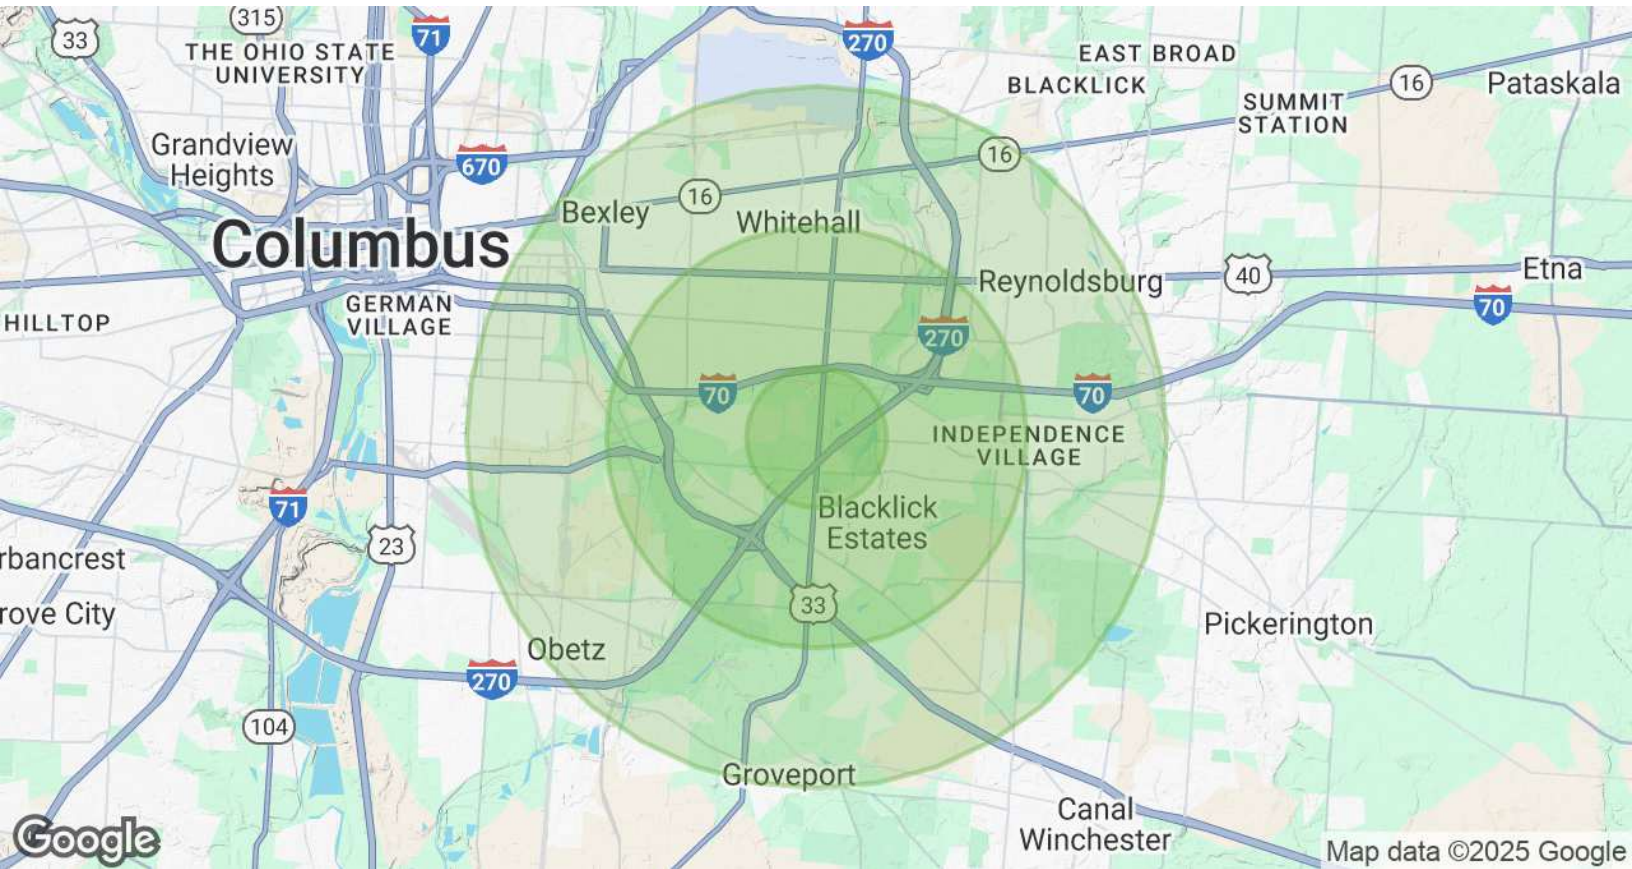 315
33
71
THE OHIO STATE
UNIVERSITY
270
EAST BROAD
BLACKLICK
16
Pataskala
SUMMIT
STATION
Grandview
Heights
670
16
16
Bexley
Whitehall
Columbus
Reynoldsburg
40
Etna
GERMAN
VILLAGE
HILLTOP
70
270
70
70
INDEPENDENCE
VILLAGE
71
Blacklick
Estates
23
rbancrest
33
rove City
Pickerington
Obetz
270
104
Groveport
Canal
Winchester
Google
Map data ©2025 Google